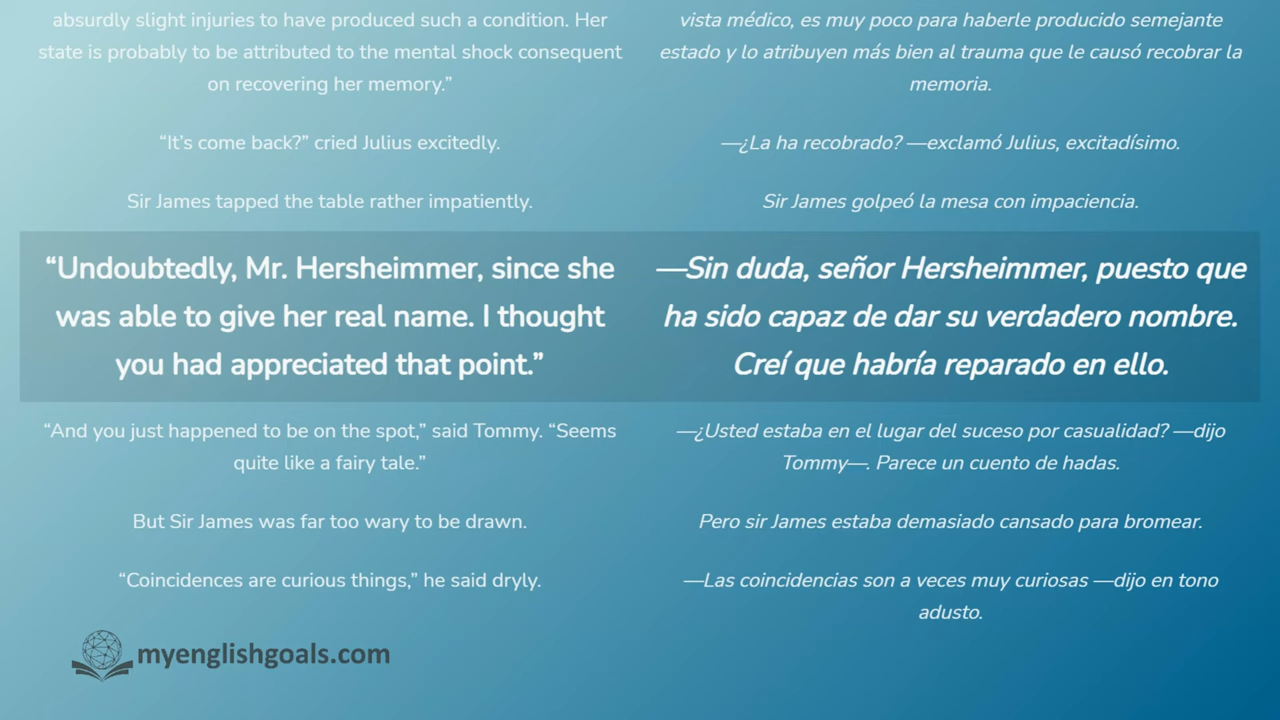 absurdly slight injuries to have produced such a condition. Her
state is probably to be attributed to the mental shock consequent
on recovering her memory.”
“It’s come back?” cried Julius excitedly.
Sir James tapped the table rather impatiently.
“Undoubtedly, Mr. Hersheimmer, since she
was able to give her real name. I thought
you had appreciated that point.”
“And you just happened to be on the spot,” said Tommy. “Seems
quite like a fairy tale.”
But Sir James was far too wary to be drawn.
“Coincidences are curious things,” he said dryly.
vista médico, es muy poco para haberle producido semejante
estado y lo atribuyen más bien al trauma que le causó recobrar la
memoria.
—¿La ha recobrado? —exclamó Julius, excitadísimo.
Sir James golpeó la mesa con impaciencia.
—Sin duda, señor Hersheimmer, puesto que
ha sido capaz de dar su verdadero nombre.
Creí que habría reparado en ello.
—¿Usted estaba en el lugar del suceso por casualidad? —dijo
Tommy—. Parece un cuento de hadas.
Pero sir James estaba demasiado cansado para bromear.
—Las coincidencias son a veces muy curiosas —dijo en tono
adusto.
myenglishgoals.com